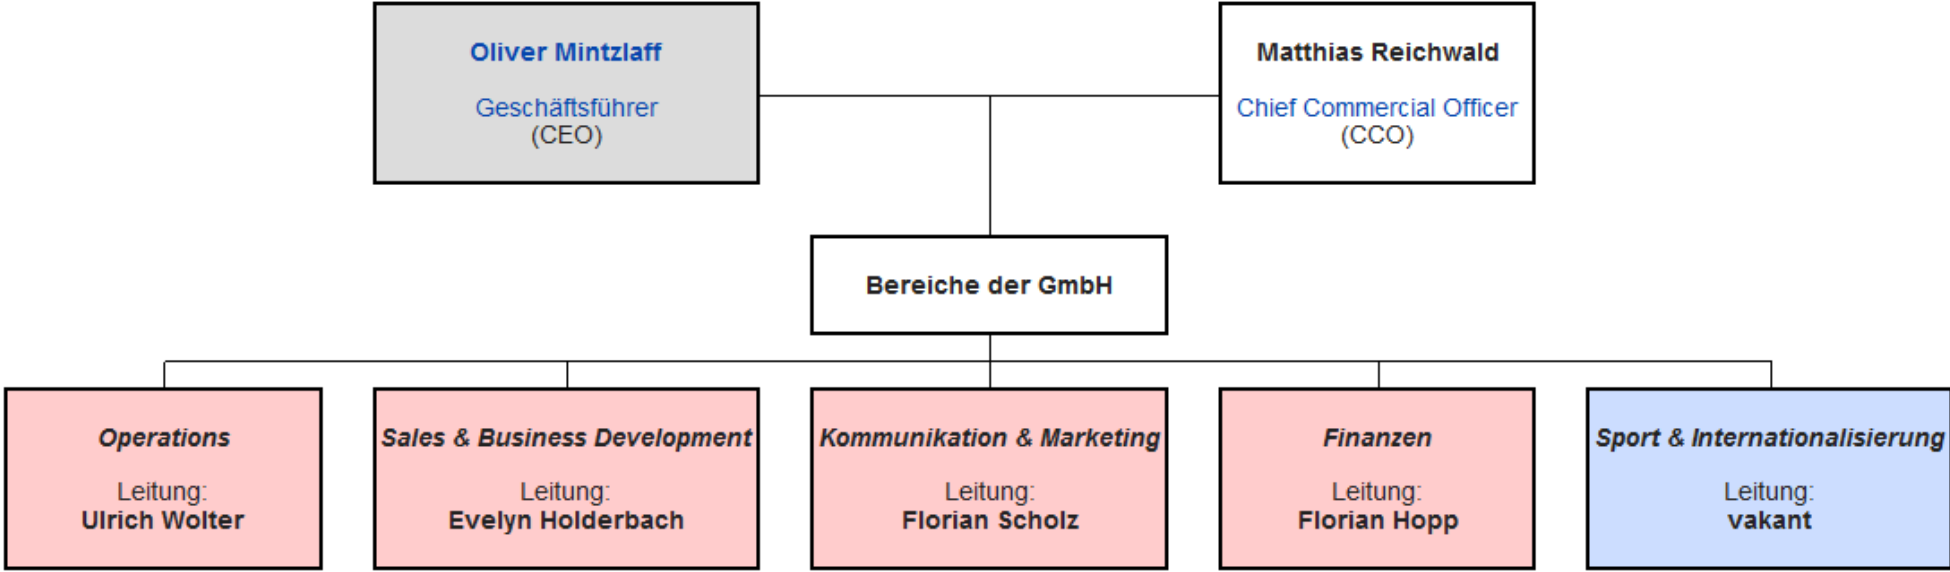 Oliver Mintzlaff
Geschäftsführer
(CEO)
Matthias Reichwald
Chief Commercial Officer
(CCO)
Bereiche der GmbH
Operations
Leitung:
Ulrich Wolter
Sales & Business Development
Leitung:
Evelyn Holderbach
Kommunikation & Marketing
Leitung:
Florian Scholz
Finanzen
Leitung:
Florian Hopp
Sport & Internationalisierung
Leitung:
vakant